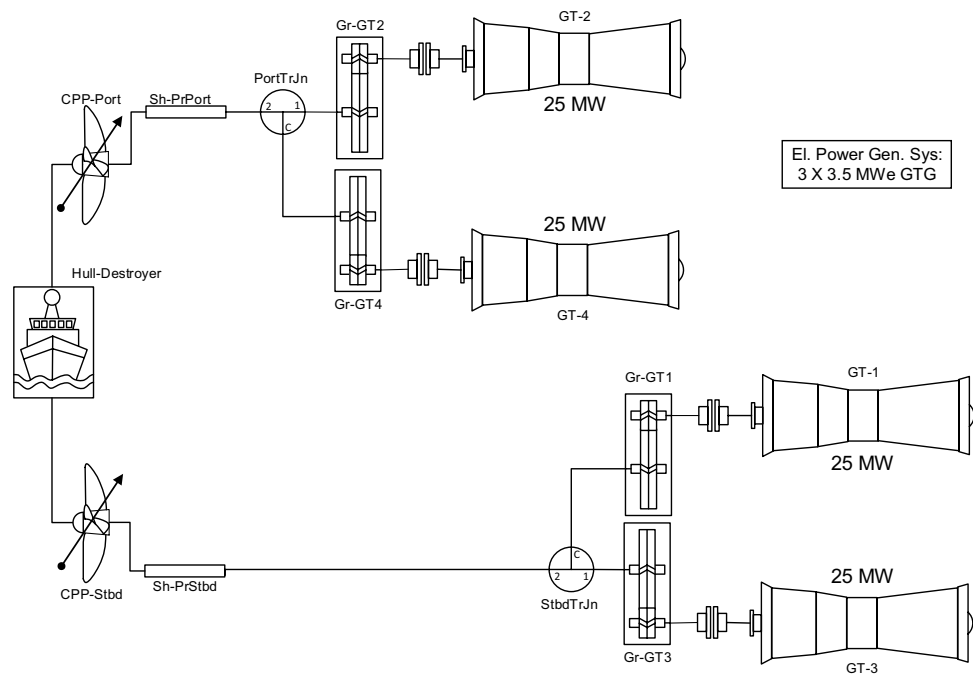 GT-2
Gr-GT2
PortTrJn
Sh-PrPort
CPP-Port
2
1
C
25 MW
El. Power Gen. Sys:
3 X 3.5 MWe GTG
25 MW
Hull-Destroyer
Gr-GT4
GT-4
GT-1
Gr-GT1
25 MW
C
2
1
25 MW
Sh-PrStbd
CPP-Stbd
StbdTrJn
Gr-GT3
GT-3